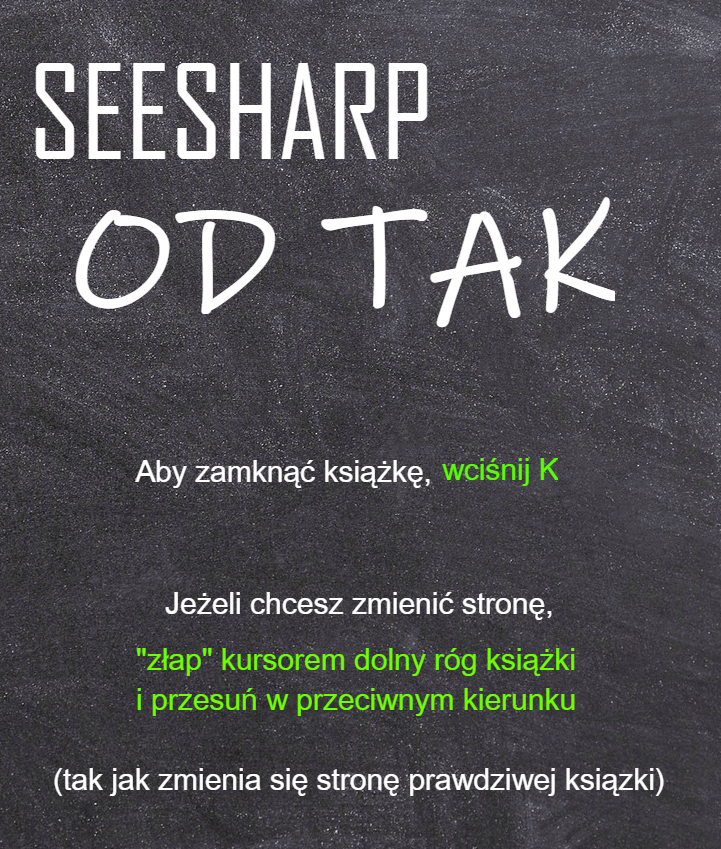 SEESHARP
OD TAK
Aby zamknąć książkę, wciśnij K
Jeżeli chcesz zmienić stronę,
"złap" kursorem dolny róg książki
i przesuń w przeciwnym kierunku
(tak jak zmienia się stronę prawdziwej ksiązki)